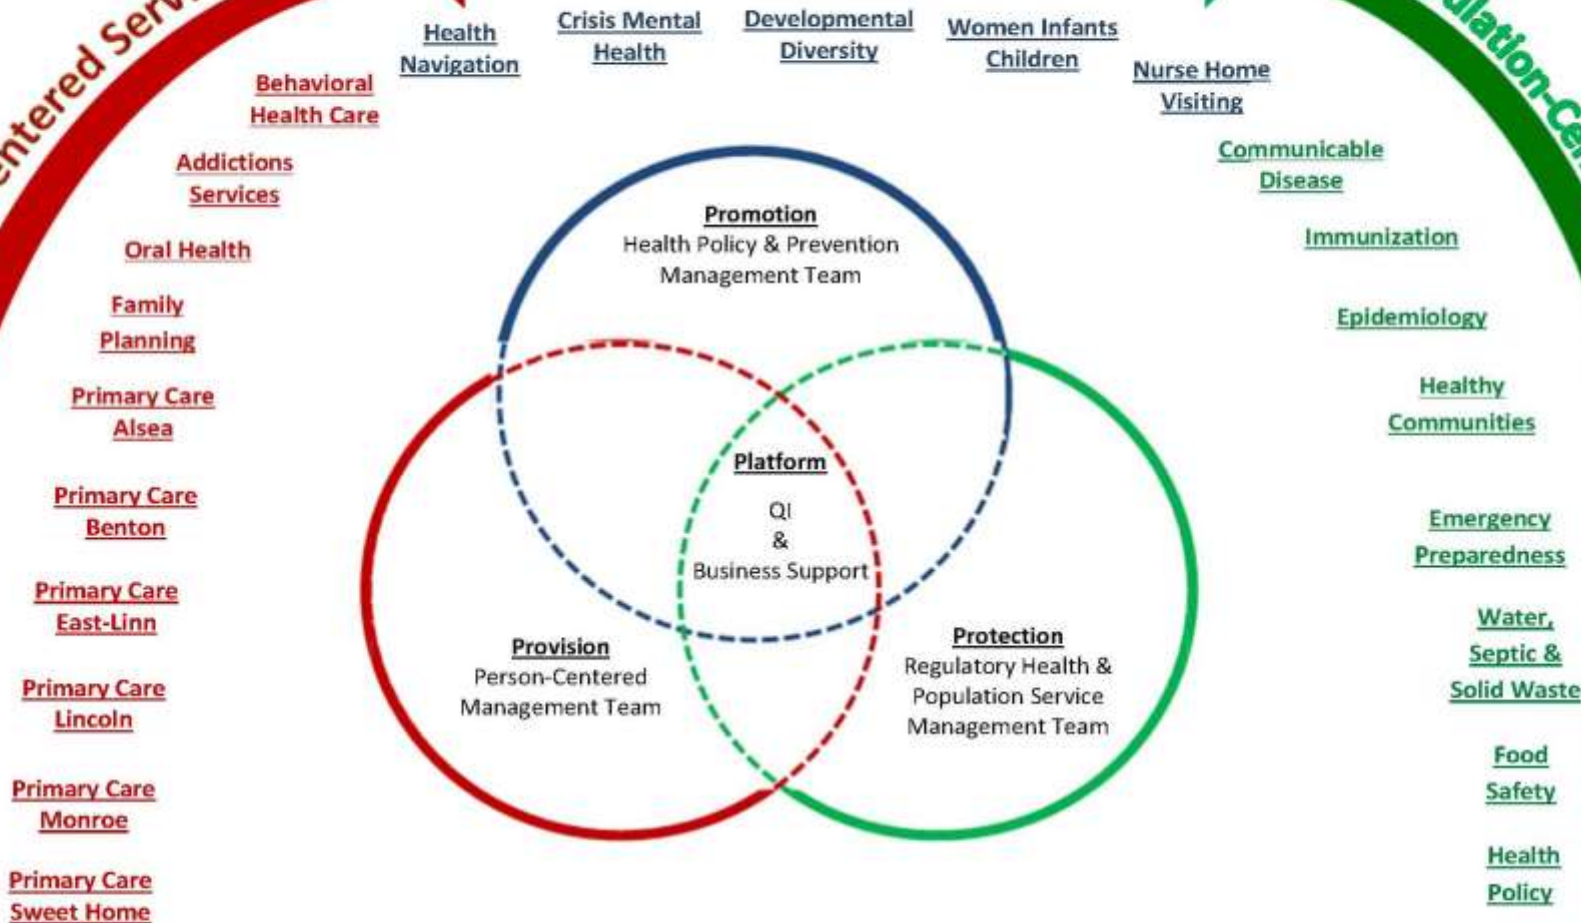 entered Servi
ulation-Cen
Health
Navigation
Crisis Mental
Health
Developmental
Diversity
Women Infants
Children
Nurse Home
Visiting
Behavioral
Health Care
Addictions
Services
Oral Health
Family
Planning
Primary Care
Alsea
Primary Care
Benton
Primary Care
East-Linn
Primary Care
Lincoln
Primary Care
Monroe
Primary Care
Sweet Home
Promotion
Health Policy & Prevention
Management Team
Platform
QI
&
Business Support
Provision
Person-Centered
Management Team
Protection
Regulatory Health &
Population Service
Management Team
Communicable
Disease
Immunization
Epidemiology
Healthy
Communities
Emergency
Preparedness
Water,
Septic &
Solid Waste
Food
Safety
Health
Policy